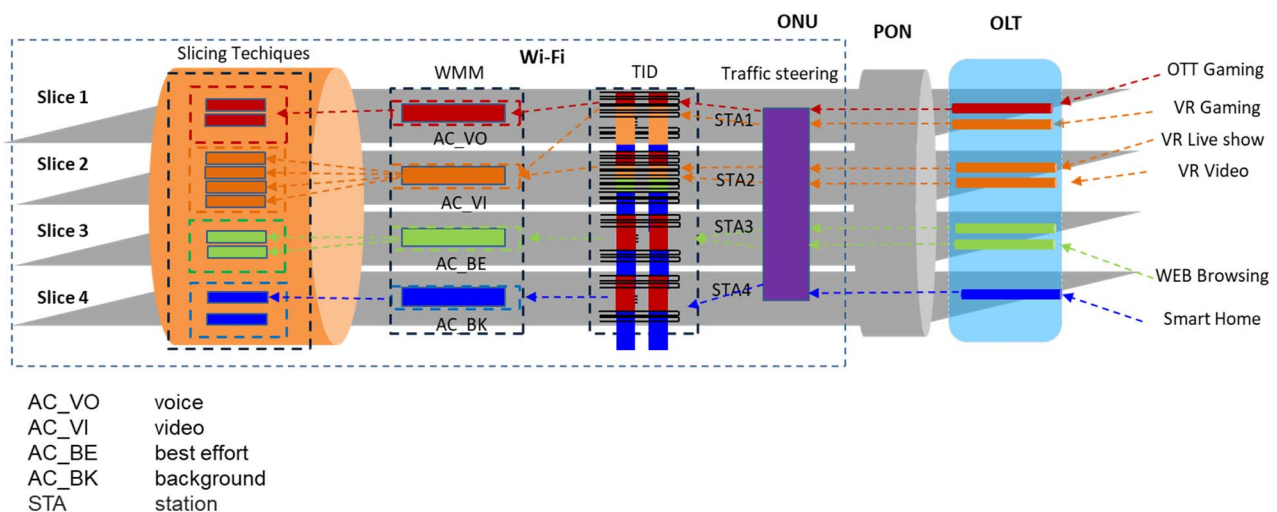 ONU
PON
OLT
Slicing Techiques
Wi-Fi
WMM
TID
Traffic steering
OTT Gaming
Slice 1
VR Gaming
STA1
AC_VO
VR Live show
Slice 2
VR Video
STA2
AC_VI
Slice 3
STA3
AC_BE
WEB Browsing
Slice 4
STA4
Smart Home
AC_BK
AC_VO voice
AC_VI video
AC_BE best effort
AC_BK background
STA station